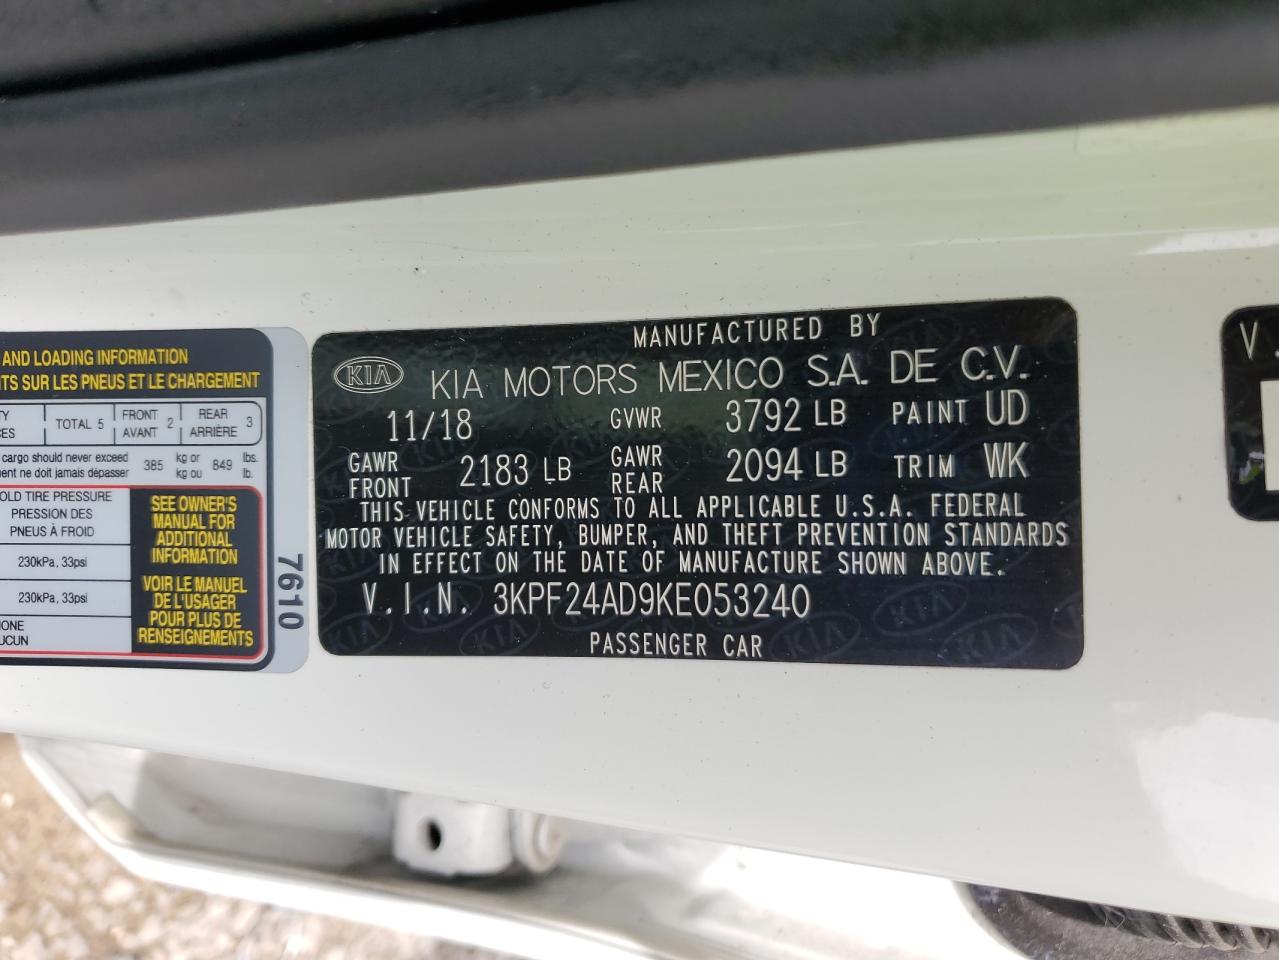 AND LOADING INFORMATION
TS SUR LES PNEUS ET LE CHARGEMENT
TOTAL 5
FRONT 2
AVANT
REAR 3
ARRIÈRE
cargo should never exceed
ne doit jamais dépasser
385 kg or
kg ou
849 lbs.
lb.
OLD TIRE PRESSURE
PRESSION DES
PNEUS À FROID
230kPa, 33psi
230kPa, 33psi
SEE OWNER'S
MANUAL FOR
ADDITIONAL
INFORMATION
VOIR LE MANUEL
DE L'USAGER
POUR PLUS DE
RENSEIGNEMENTS
7610
MANUFACTURED BY
KIA KIA MOTORS MEXICO S.A. DE C.V.
11/18 GVWR 3792 LB PAINT UD
GAWR
FRONT 2183 LB GAWR
REAR 2094 LB TRIM WK
THIS VEHICLE CONFORMS TO ALL APPLICABLE U.S.A. FEDERAL
MOTOR VEHICLE SAFETY, BUMPER, AND THEFT PREVENTION STANDARDS
IN EFFECT ON THE DATE OF MANUFACTURE SHOWN ABOVE.
V.I.N. 3KPF24AD9KE053240
PASSENGER CAR
V.